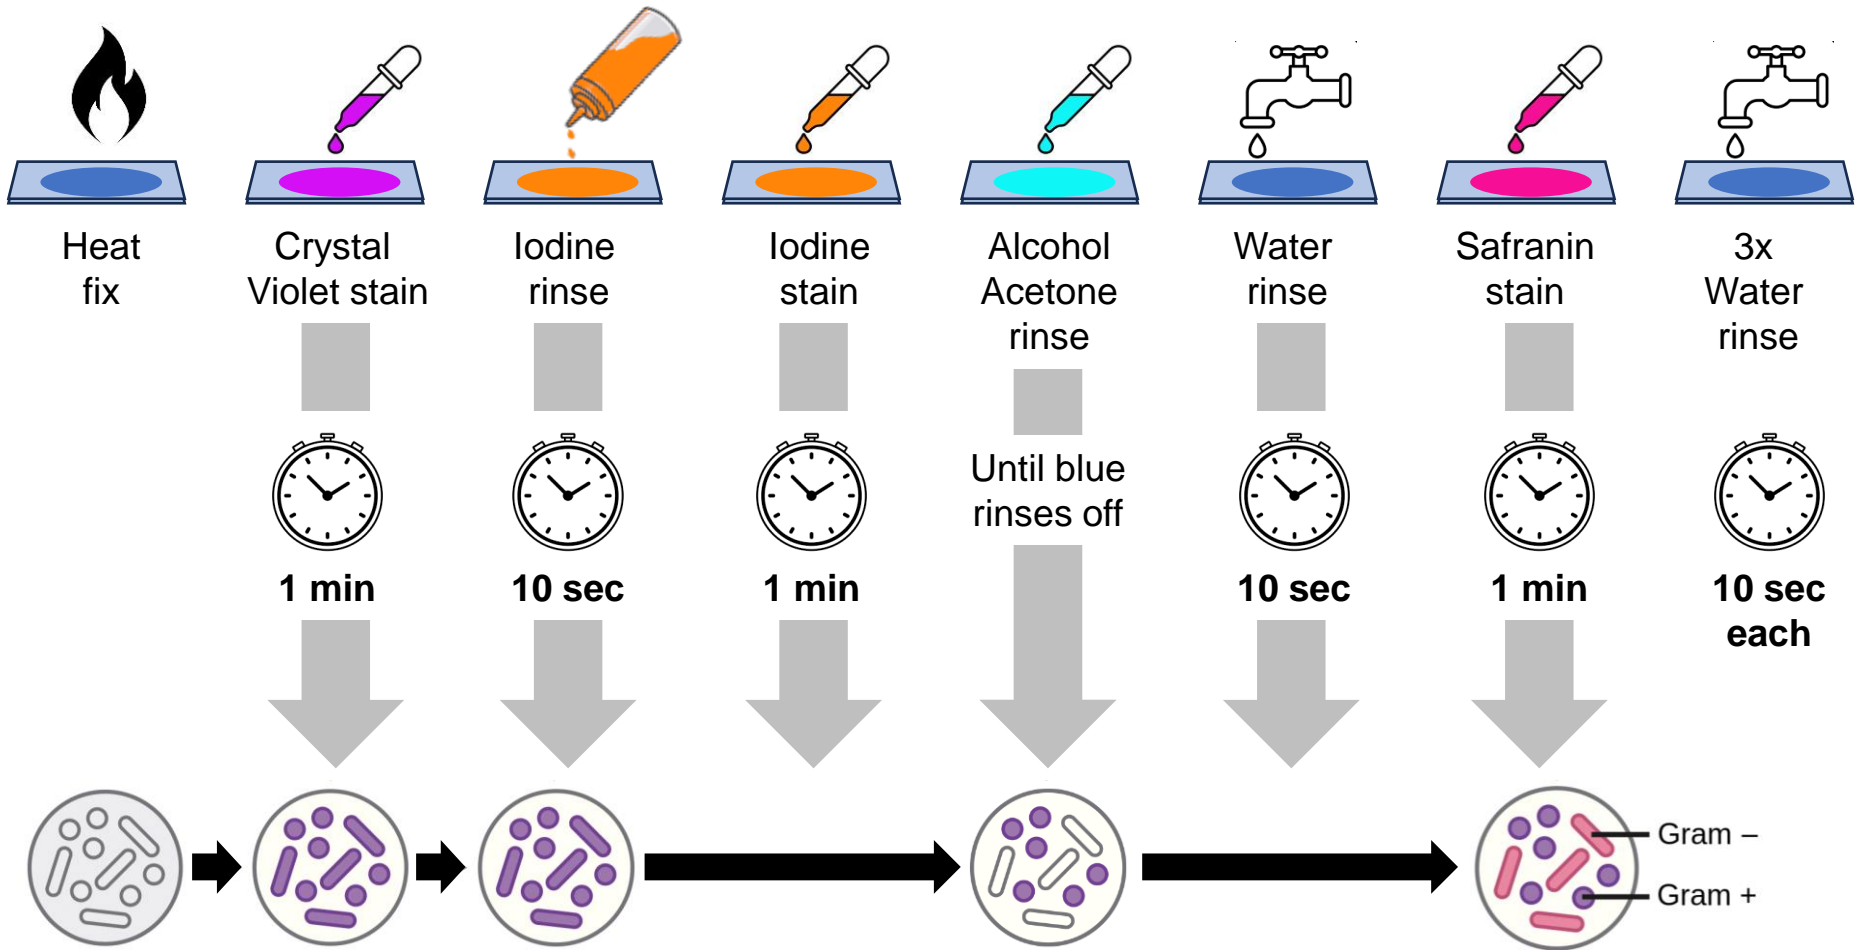 Heat
fix
Crystal
Violet stain
Iodine
rinse
Iodine
stain
Alcohol
Acetone
rinse
Water
rinse
Safranin
stain
3x
Water
rinse
1 min
10 sec
1 min
Until blue
rinses off
10 sec
1 min
10 sec
each
Gram –
Gram +